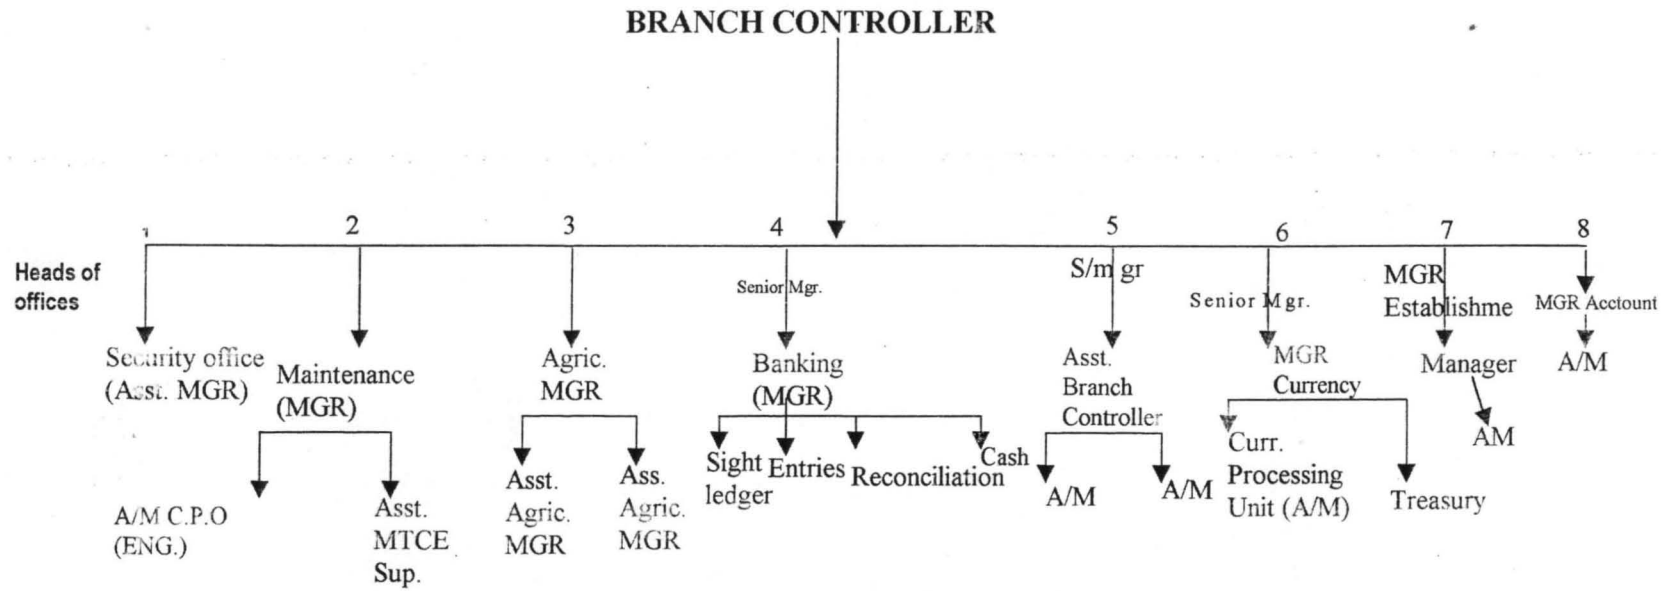 BRANCH CONTROLLER
1
2
3
4
5
6
7
8
Heads of
offices
Security office
(Asst. MGR)
Maintenance
(MGR)
A/M C.P.O
(ENG.)
Asst.
MTCE
Sup.
Agric.
MGR
Asst.
Agric.
MGR
Ass.
Agric.
MGR
Senior Mgr.
Banking
(MGR)
Sight
ledger
Entries
Reconciliation
Cash
S/m gr
Asst.
Branch
Controller
A/M
A/M
Senior Mgr.
MGR
Currency
Curr.
Processing
Unit (A/M)
Treasury
MGR
Establishme
Manager
AM
MGR Acctount
A/M